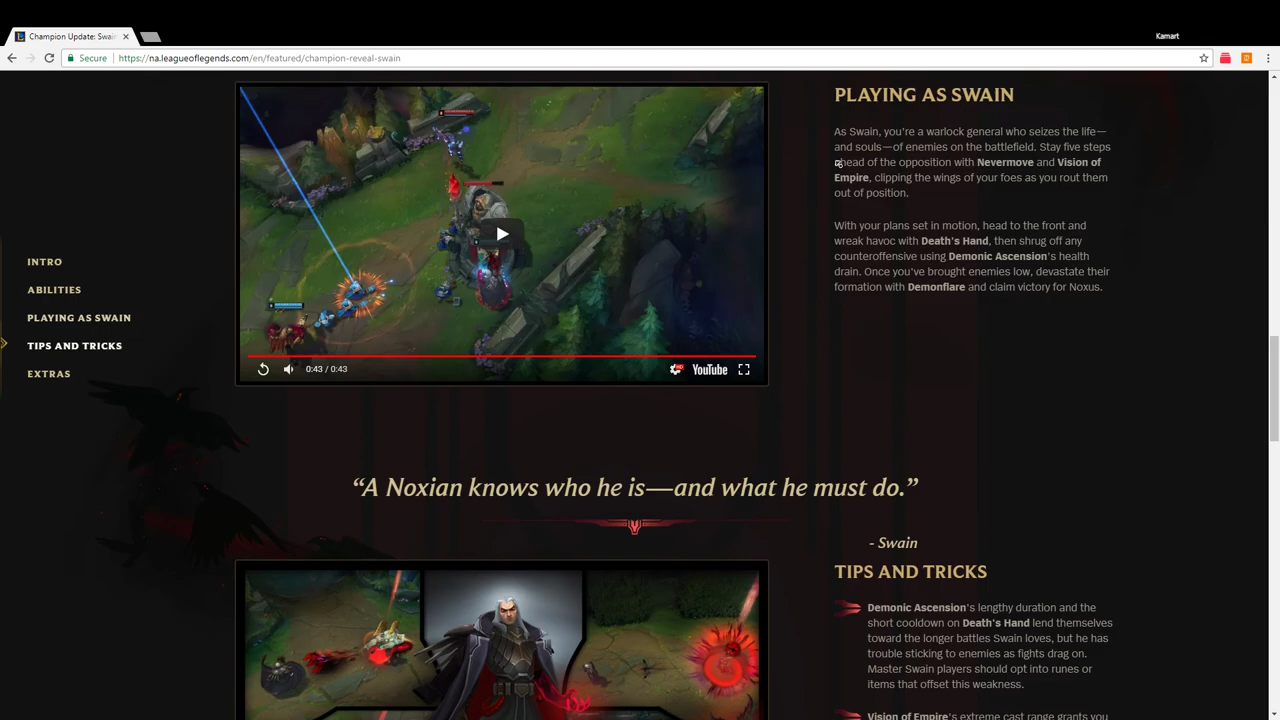 Champion Update: Swai
Kamart
Secure
https://na.leagueoflegends.com/en/featured/champion-reveal-swain
INTRO
ABILITIES
PLAYING AS SWAIN
TIPS AND TRICKS
EXTRAS
0:43 / 0:43
HD
YouTube
PLAYING AS SWAIN
As Swain, you're a warlock general who seizes the life—
and souls—of enemies on the battlefield. Stay five steps
ahead of the opposition with Nevermove and Vision of
Empire, clipping the wings of your foes as you rout them
out of position.
With your plans set in motion, head to the front and
wreak havoc with Death's Hand, then shrug off any
counteroffensive using Demonic Ascension's health
drain. Once you've brought enemies low, devastate their
formation with Demonflare and claim victory for Noxus.
“A Noxian knows who he is—and what he must do.”
- Swain
TIPS AND TRICKS
Demonic Ascension's lengthy duration and the
short cooldown on Death's Hand lend themselves
toward the longer battles Swain loves, but he has
trouble sticking to enemies as fights drag on.
Master Swain players should opt into runes or
items that offset this weakness.
Vision of Empire's extreme cast range grants you